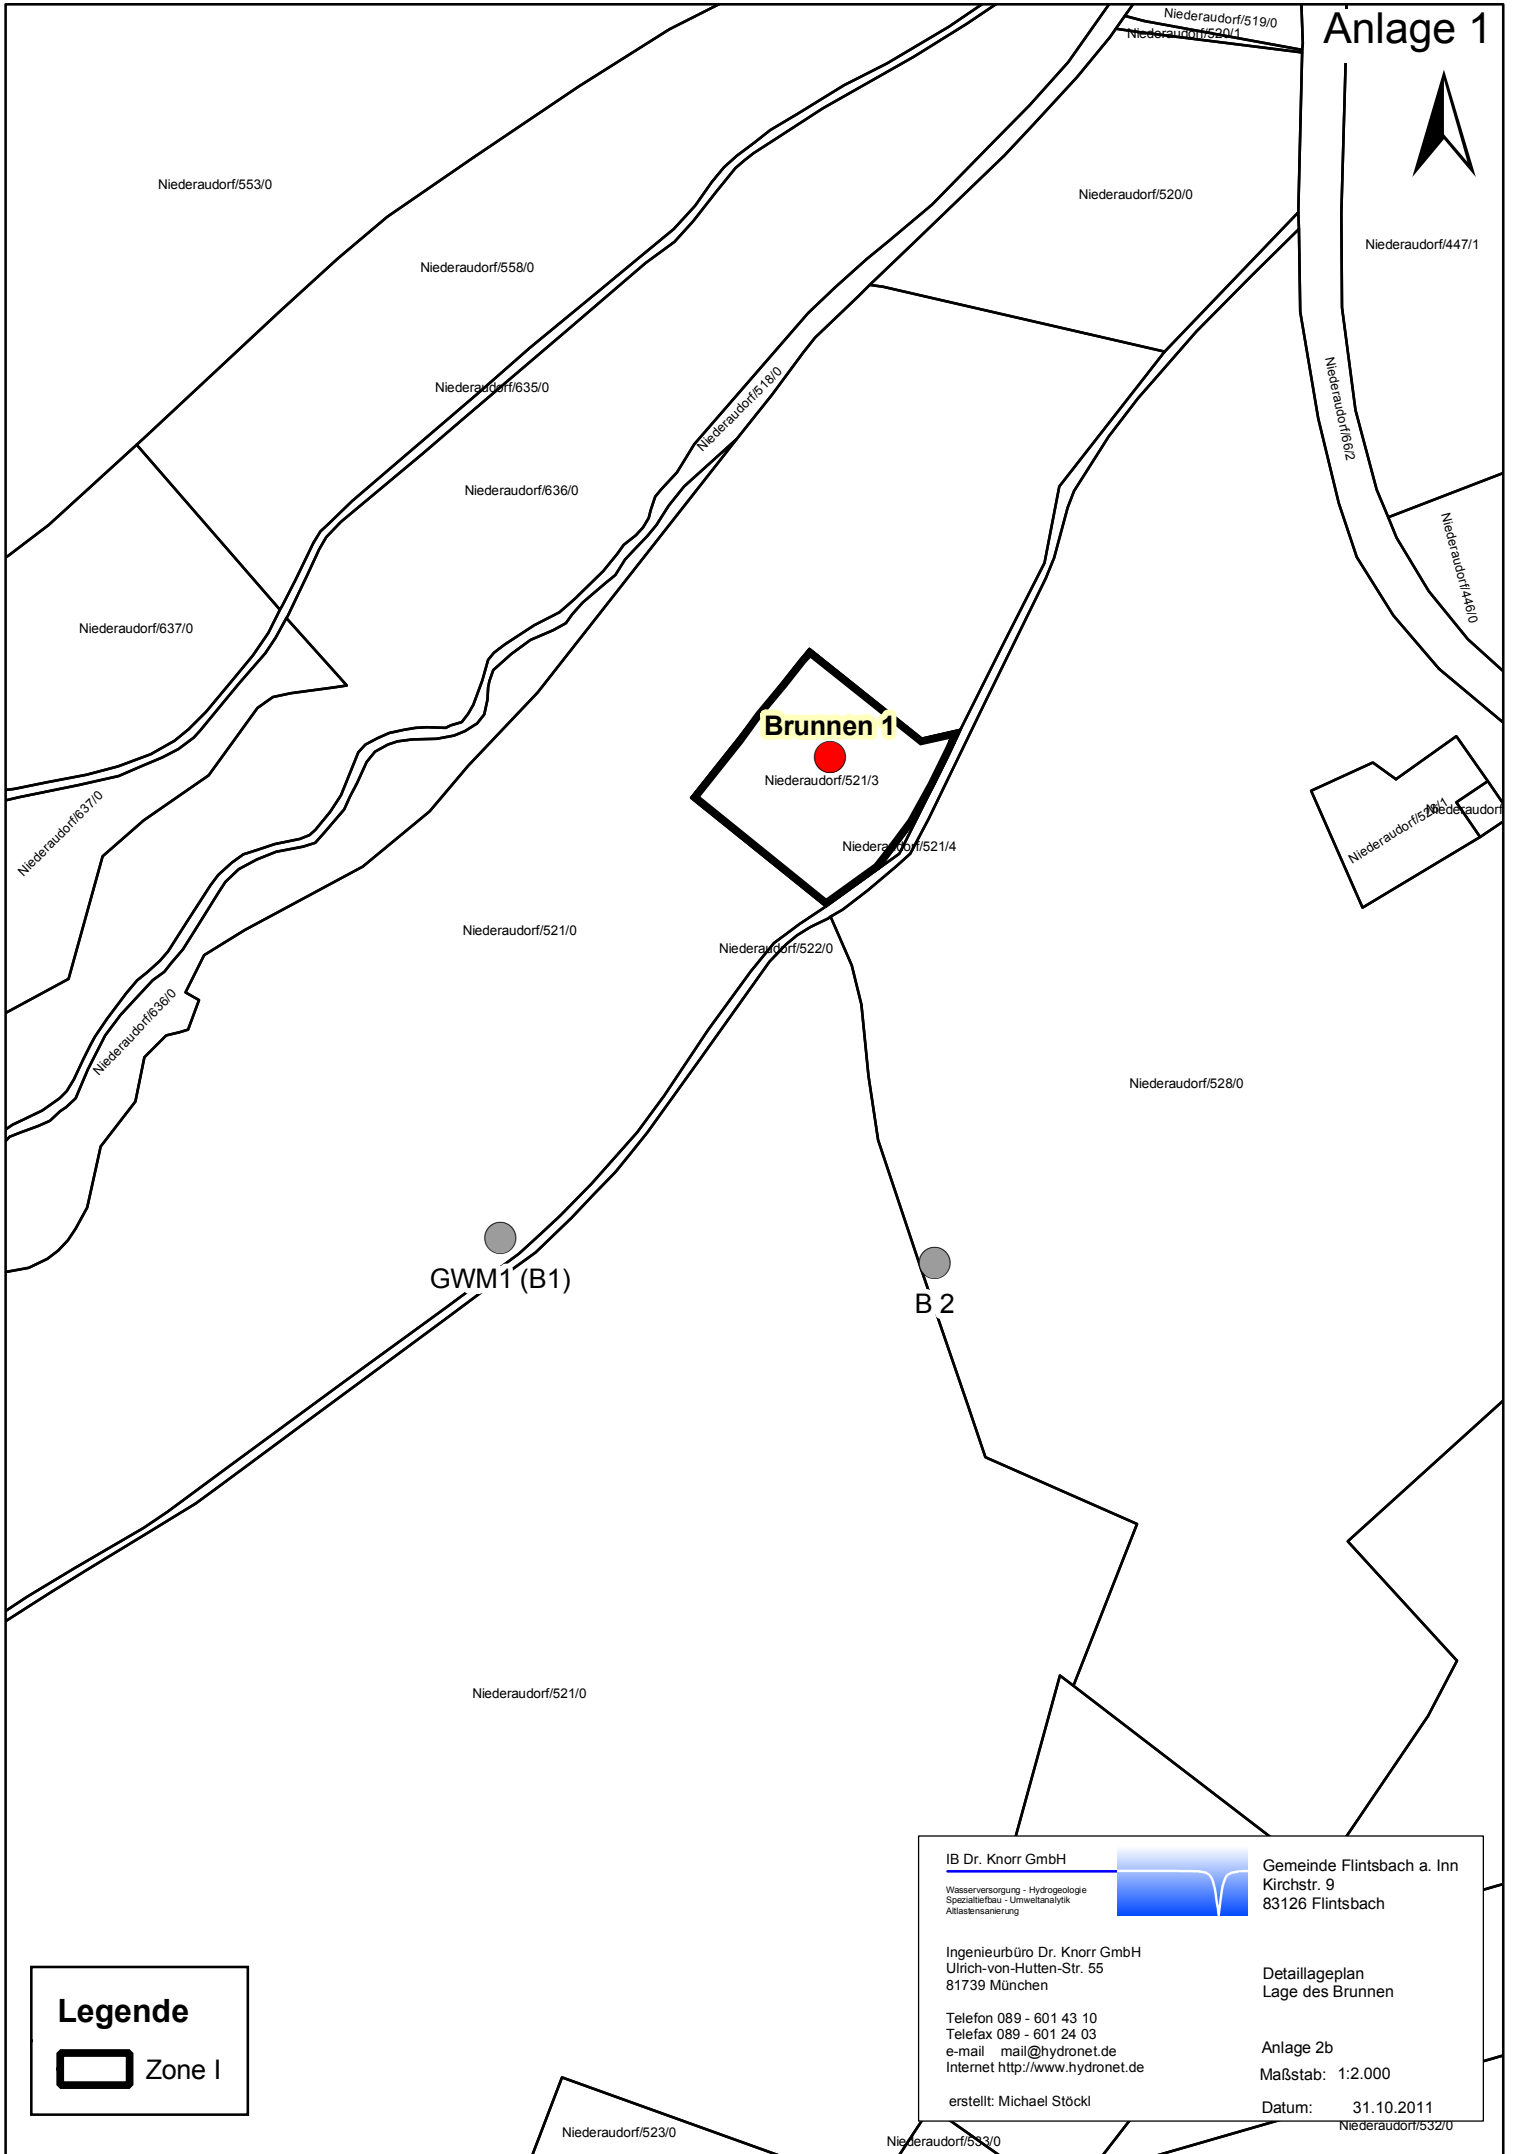 Anlage 1
Niederaudorf/519/0
Niederaudorf/520/1
Niederaudorf/553/0
Niederaudorf/520/0
Niederaudorf/447/1
Niederaudorf/558/0
Niederaudorf/635/0
Niederaudorf/518/0
Niederaudorf/66/2
Niederaudorf/636/0
Niederaudorf/446/0
Niederaudorf/637/0
Brunnen 1
Niederaudorf/521/3
Niederaudorf/637/0
Niederaudorf/521/4
Niederaudorf/528/1
Niederaudorf
Niederaudorf/521/0
Niederaudorf/522/0
Niederaudorf/636/0
Niederaudorf/528/0
GWM1 (B1)
B 2
Niederaudorf/521/0
IB Dr. Knorr GmbH
Wasserversorgung - Hydrogeologie
Spezialtiefbau - Umweltanalytik
Altlastensanierung
Gemeinde Flintsbach a. Inn
Kirchstr. 9
83126 Flintsbach
Ingenieurbüro Dr. Knorr GmbH
Ulrich-von-Hutten-Str. 55
81739 München
Detaillageplan
Lage des Brunnen
Telefon 089 - 601 43 10
Telefax 089 - 601 24 03
e-mail mail@hydronet.de
Internet http://www.hydronet.de
Anlage 2b
Maßstab: 1:2.000
erstellt: Michael Stöckl
Datum: 31.10.2011
Legende
Zone I
Niederaudorf/523/0
Niederaudorf/533/0
Niederaudorf/532/0